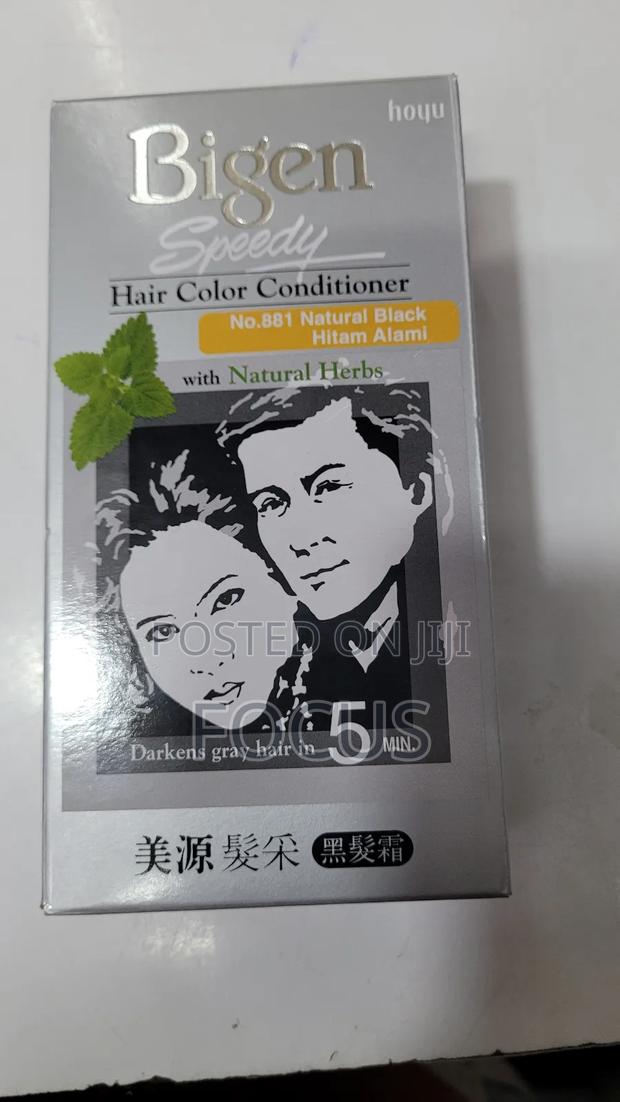 hoyu
Bigen
Speedy
Hair Color Conditioner
No.881 Natural Black
Hitam Alami
with Natural Herbs
POSTED ON JIJI
FOCUS
Darkens gray hair in 5 MIN.
美源髮采 黑髮霜